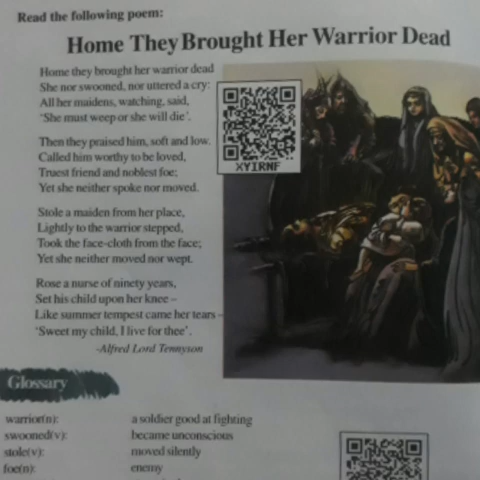 Read the following poem:
Home They Brought Her Warrior Dead
Home they brought her warrior dead
She nor swooned, nor uttered a cry:
All her maidens, watching, said,
'She must weep or she will die'.
Then they praised him, soft and low,
Called him worthy to be loved,
Truest friend and noblest foe;
Yet she neither spoke nor moved.
Stole a maiden from her place,
Lightly to the warrior stepped,
Took the face-cloth from the face;
Yet she neither moved nor wept.
Rose a nurse of ninety years,
Set his child upon her knee –
Like summer tempest came her tears –
'Sweet my child, I live for thee'.
-Alfred Lord Tennyson
XYIRNF
Glossary
warrior(n): a soldier good at fighting
swooned(v): became unconscious
stole(v): moved silently
foe(n): enemy